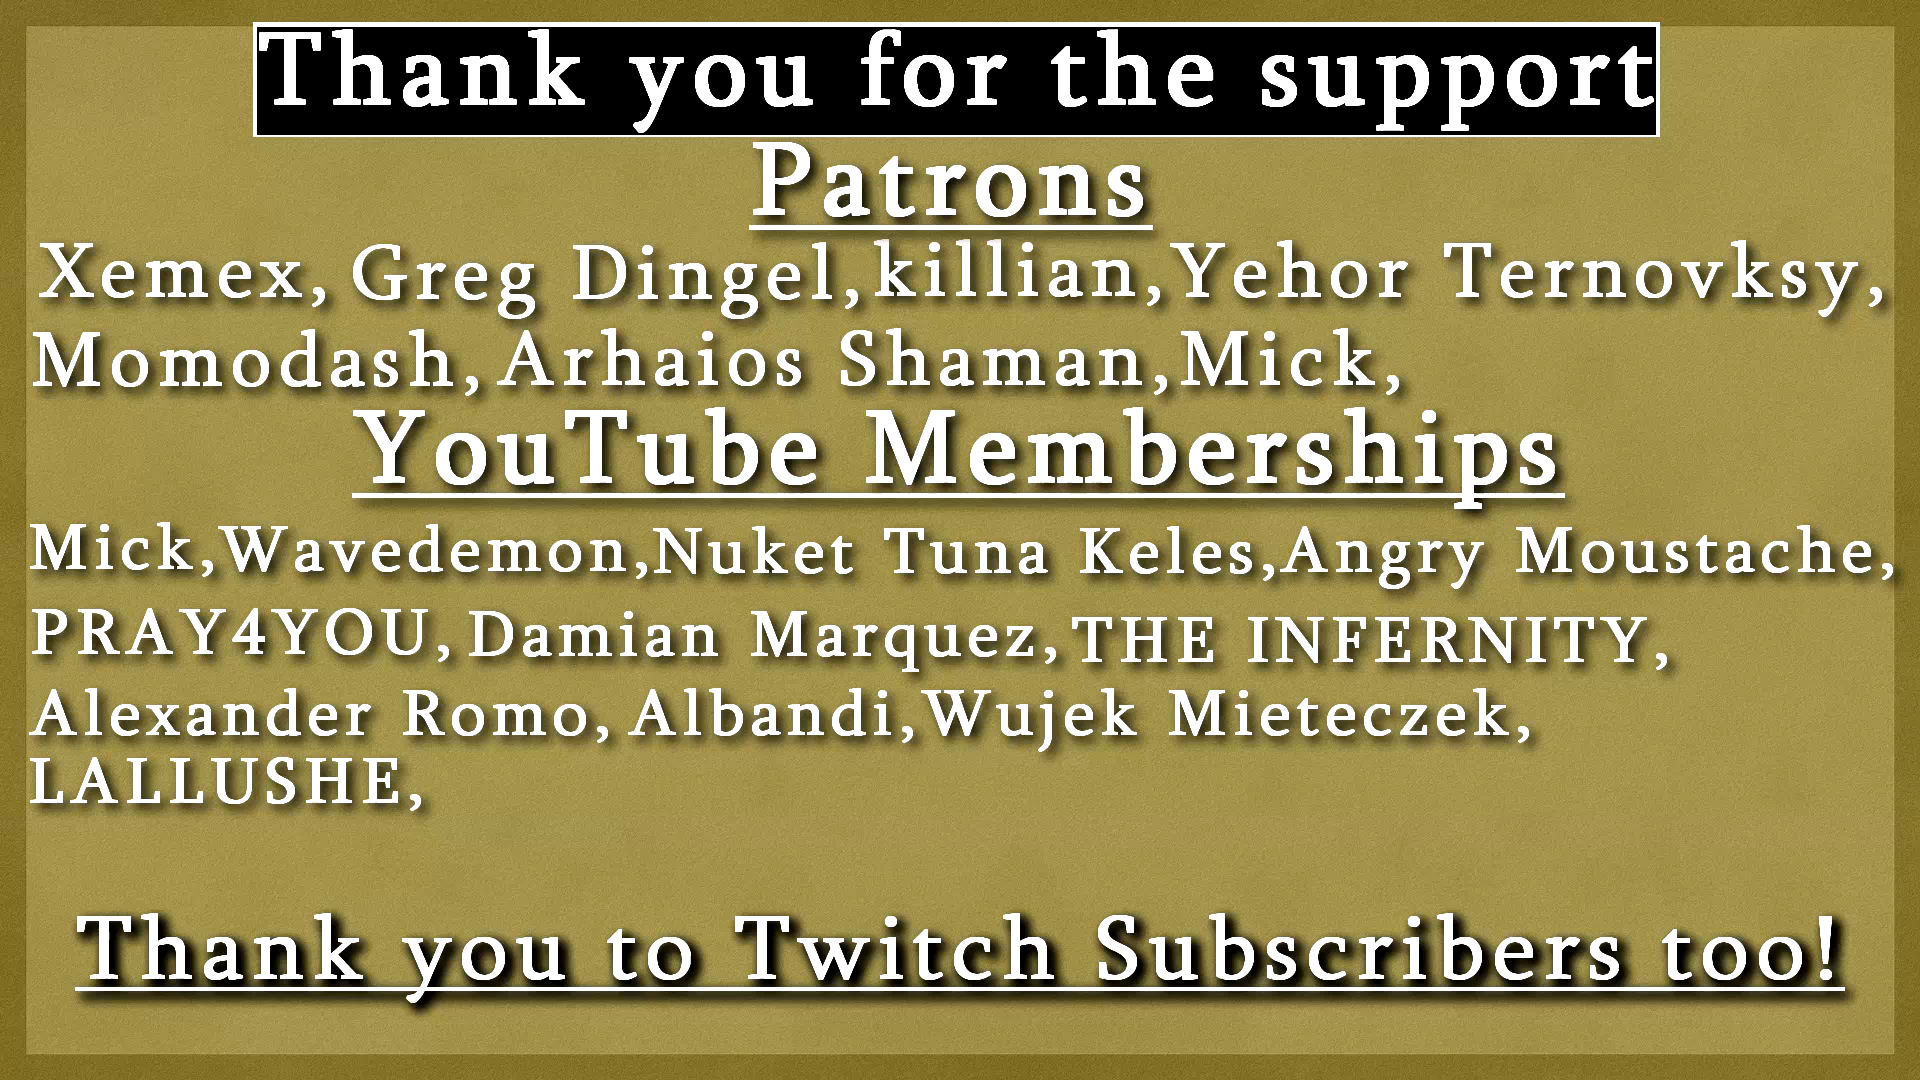 Thank you for the support
Patrons
Xemex, Greg Dingel, killian, Yehor Ternovksy,
Momodash, Arhaios Shaman, Mick,
YouTube Memberships
Mick, Wavedemon, Nuket Tuna Keles, Angry Moustache,
PRAY4YOU, Damian Marquez, THE INFERNITY,
Alexander Romo, Albandi, Wujek Mieteczek,
LALLUSHE,
Thank you to Twitch Subscribers too!